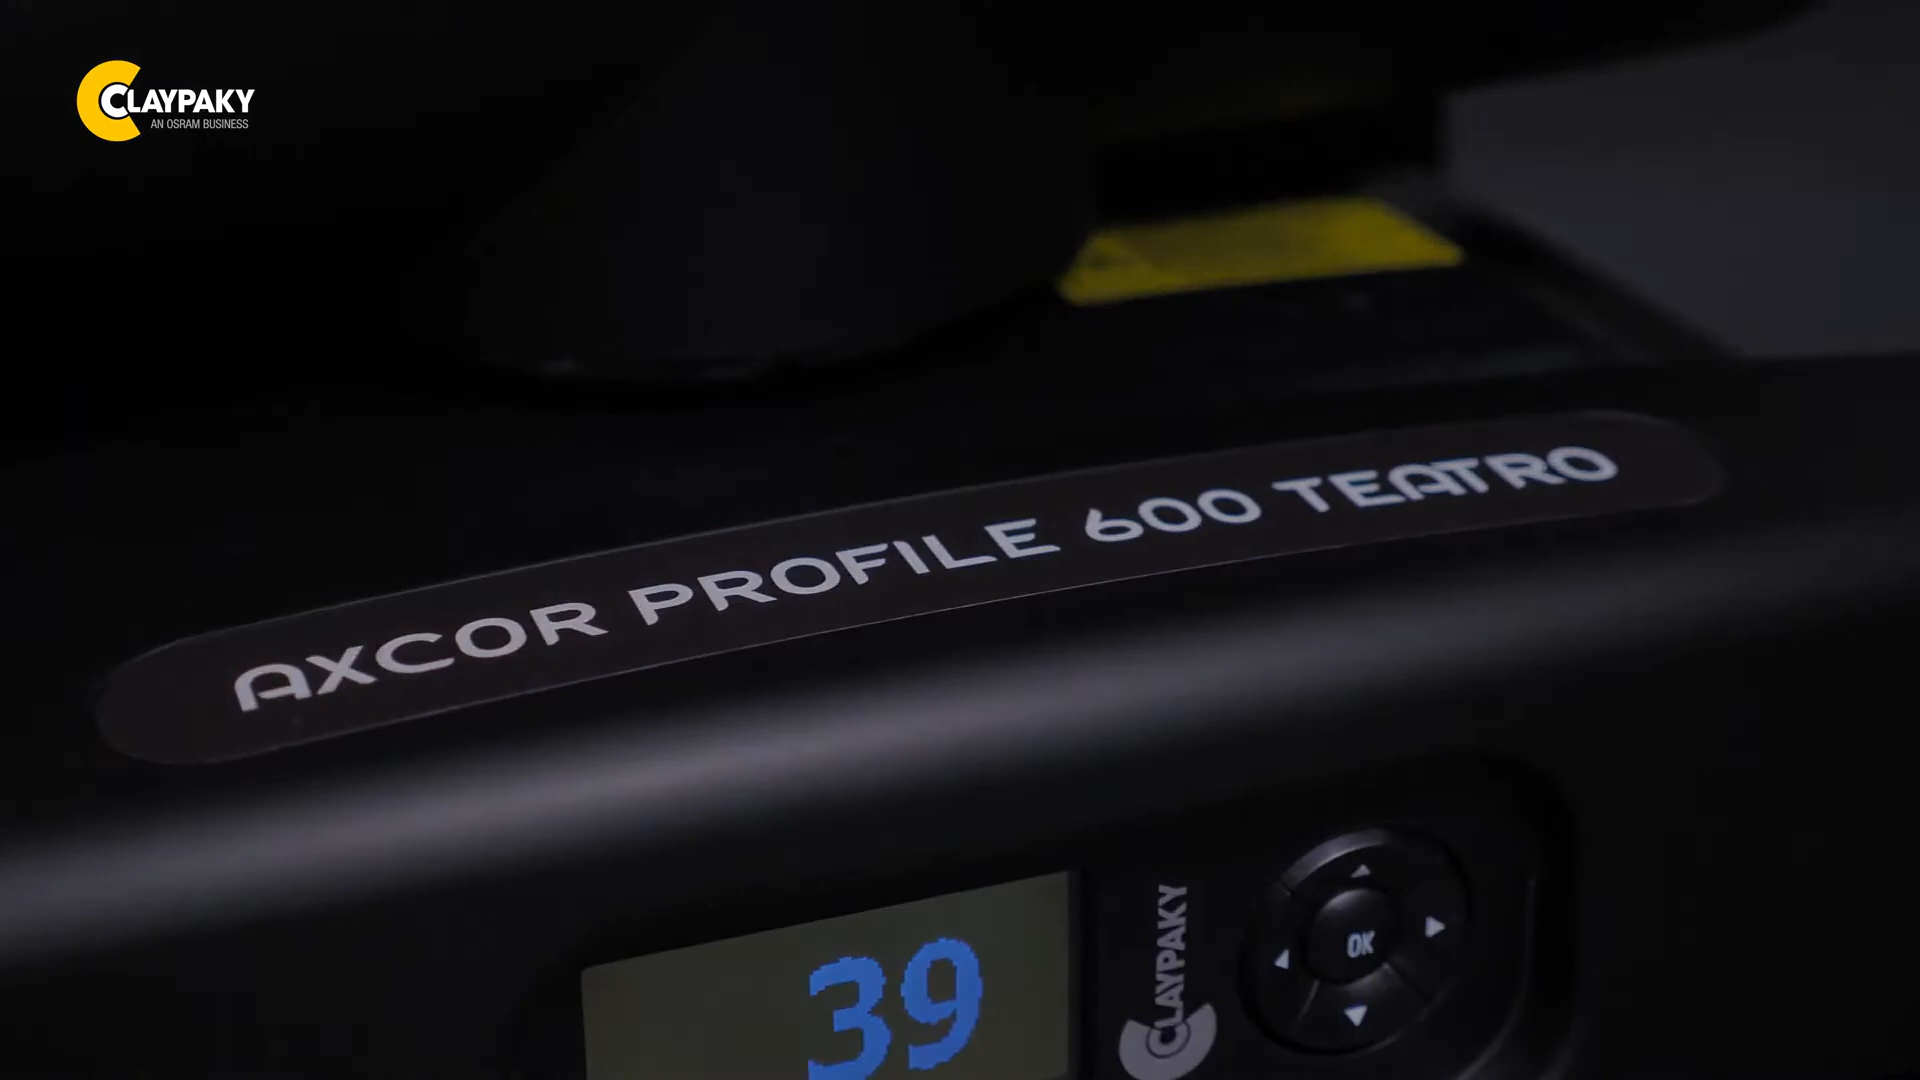 CLAYPAKY
AN OSRAM BUSINESS
AXCOR PROFILE 600 TEATRO
39
CLAYPAKY
OK